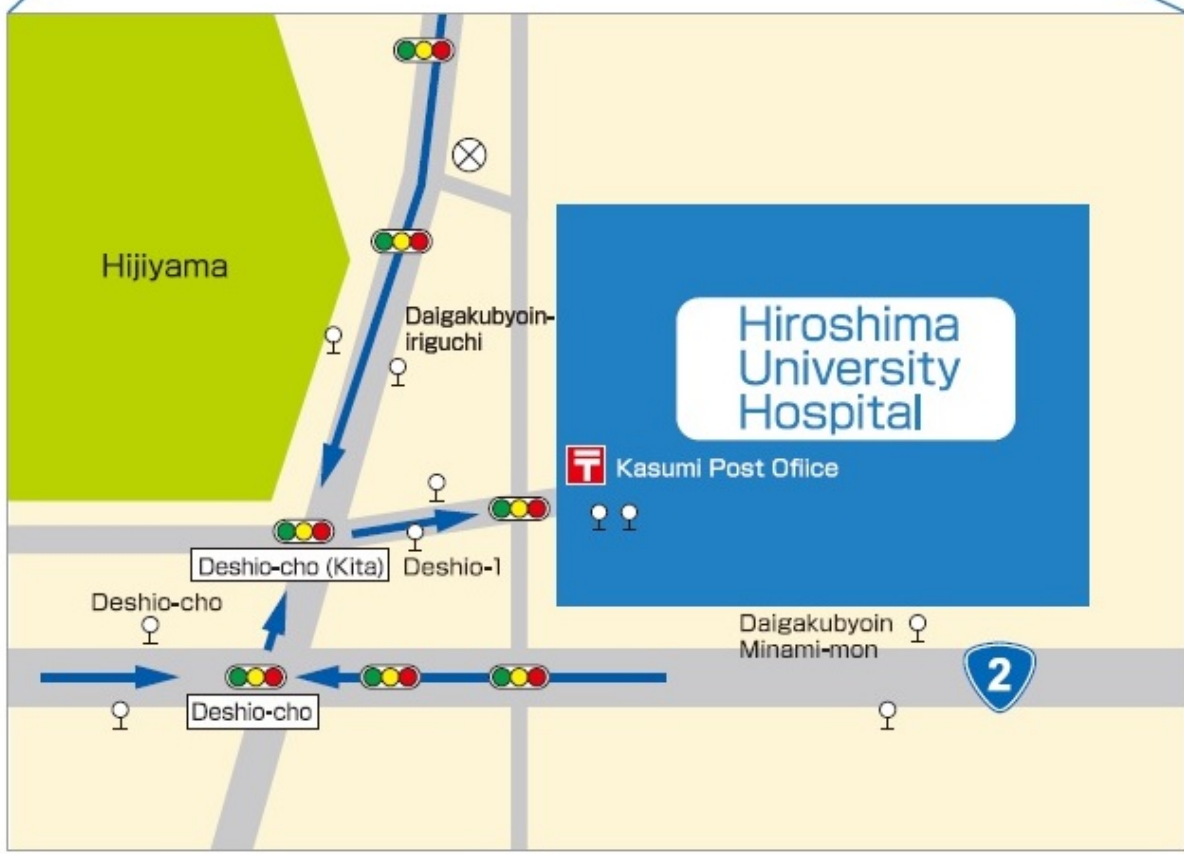 Hijiyama
Daigakubyoin-
iriguchi
Hiroshima
University
Hospital
〒 Kasumi Post Ofiice
Deshio-cho (Kita)
Deshio-1
Deshio-cho
Daigakubyoin
Minami-mon
2
Deshio-cho